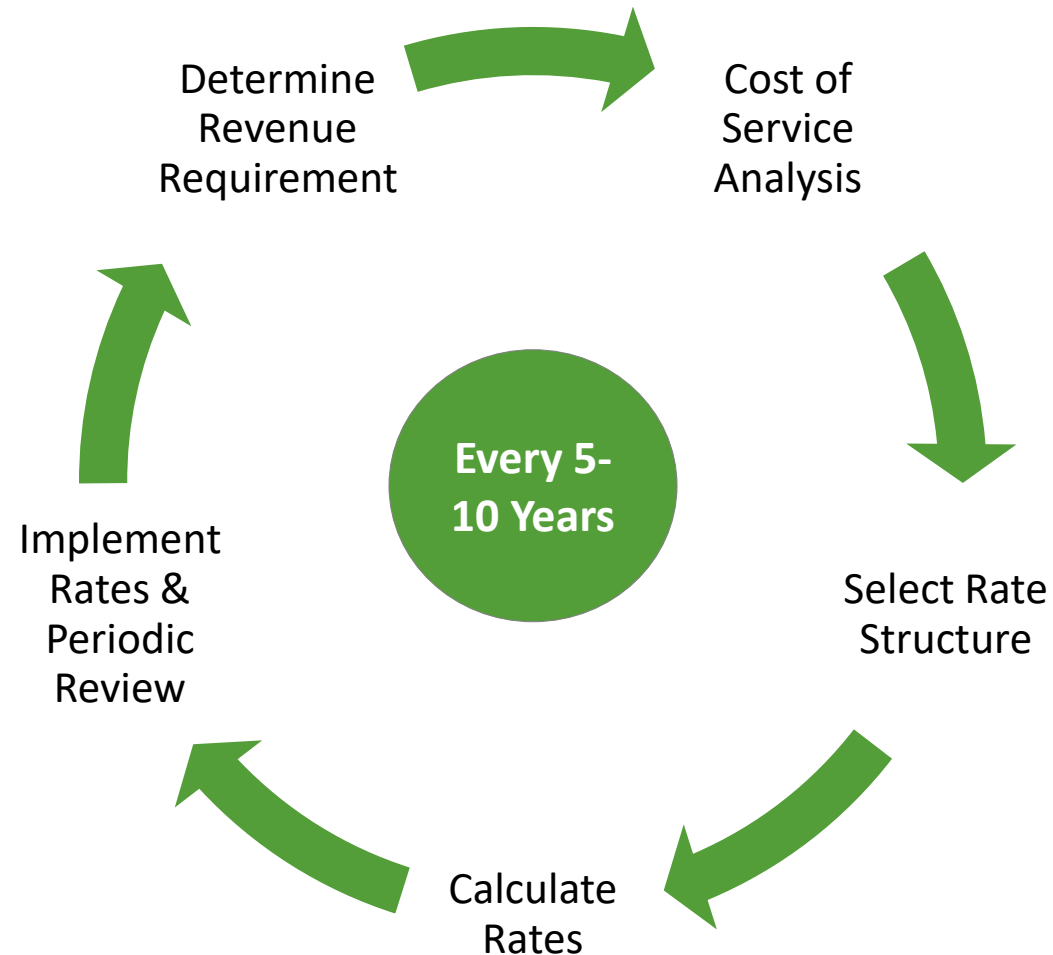 Determine
Revenue
Requirement
Cost of
Service
Analysis
Every 5-
10 Years
Select Rate
Structure
Calculate
Rates
Implement
Rates &
Periodic
Review